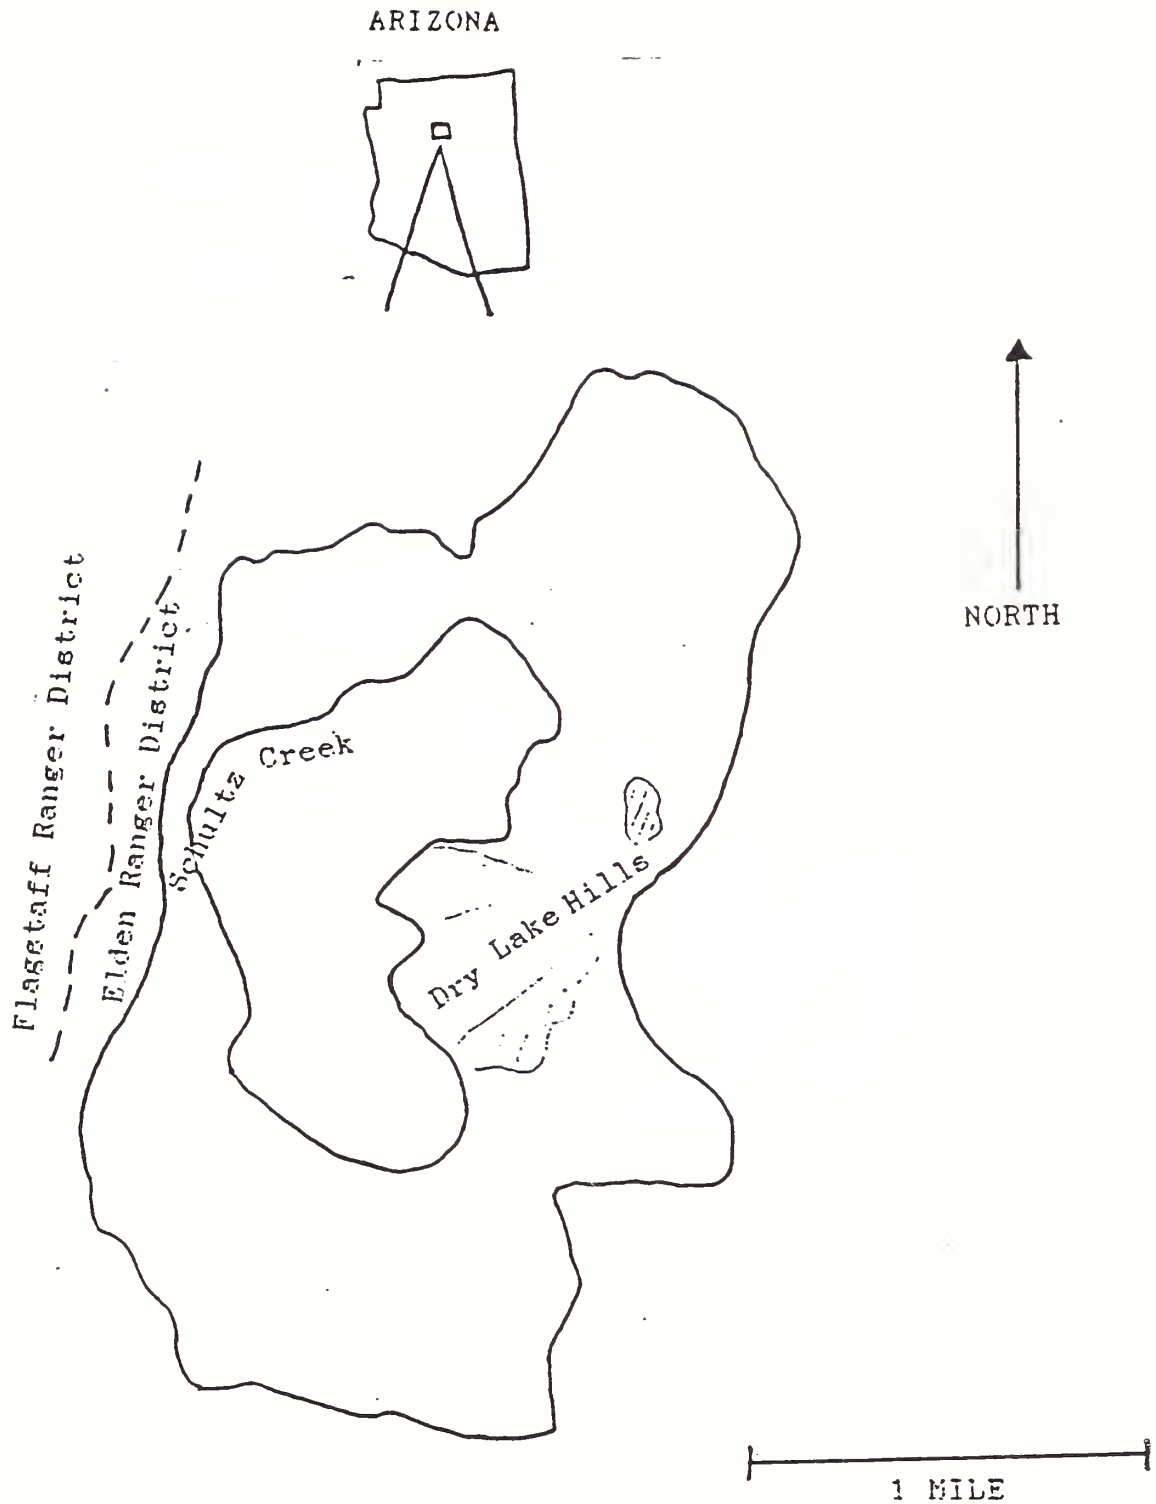 ARIZONA
NORTH
Flagstaff Ranger District
Elden Ranger District
Schultz Creek
Dry Lake Hills
1 MILE